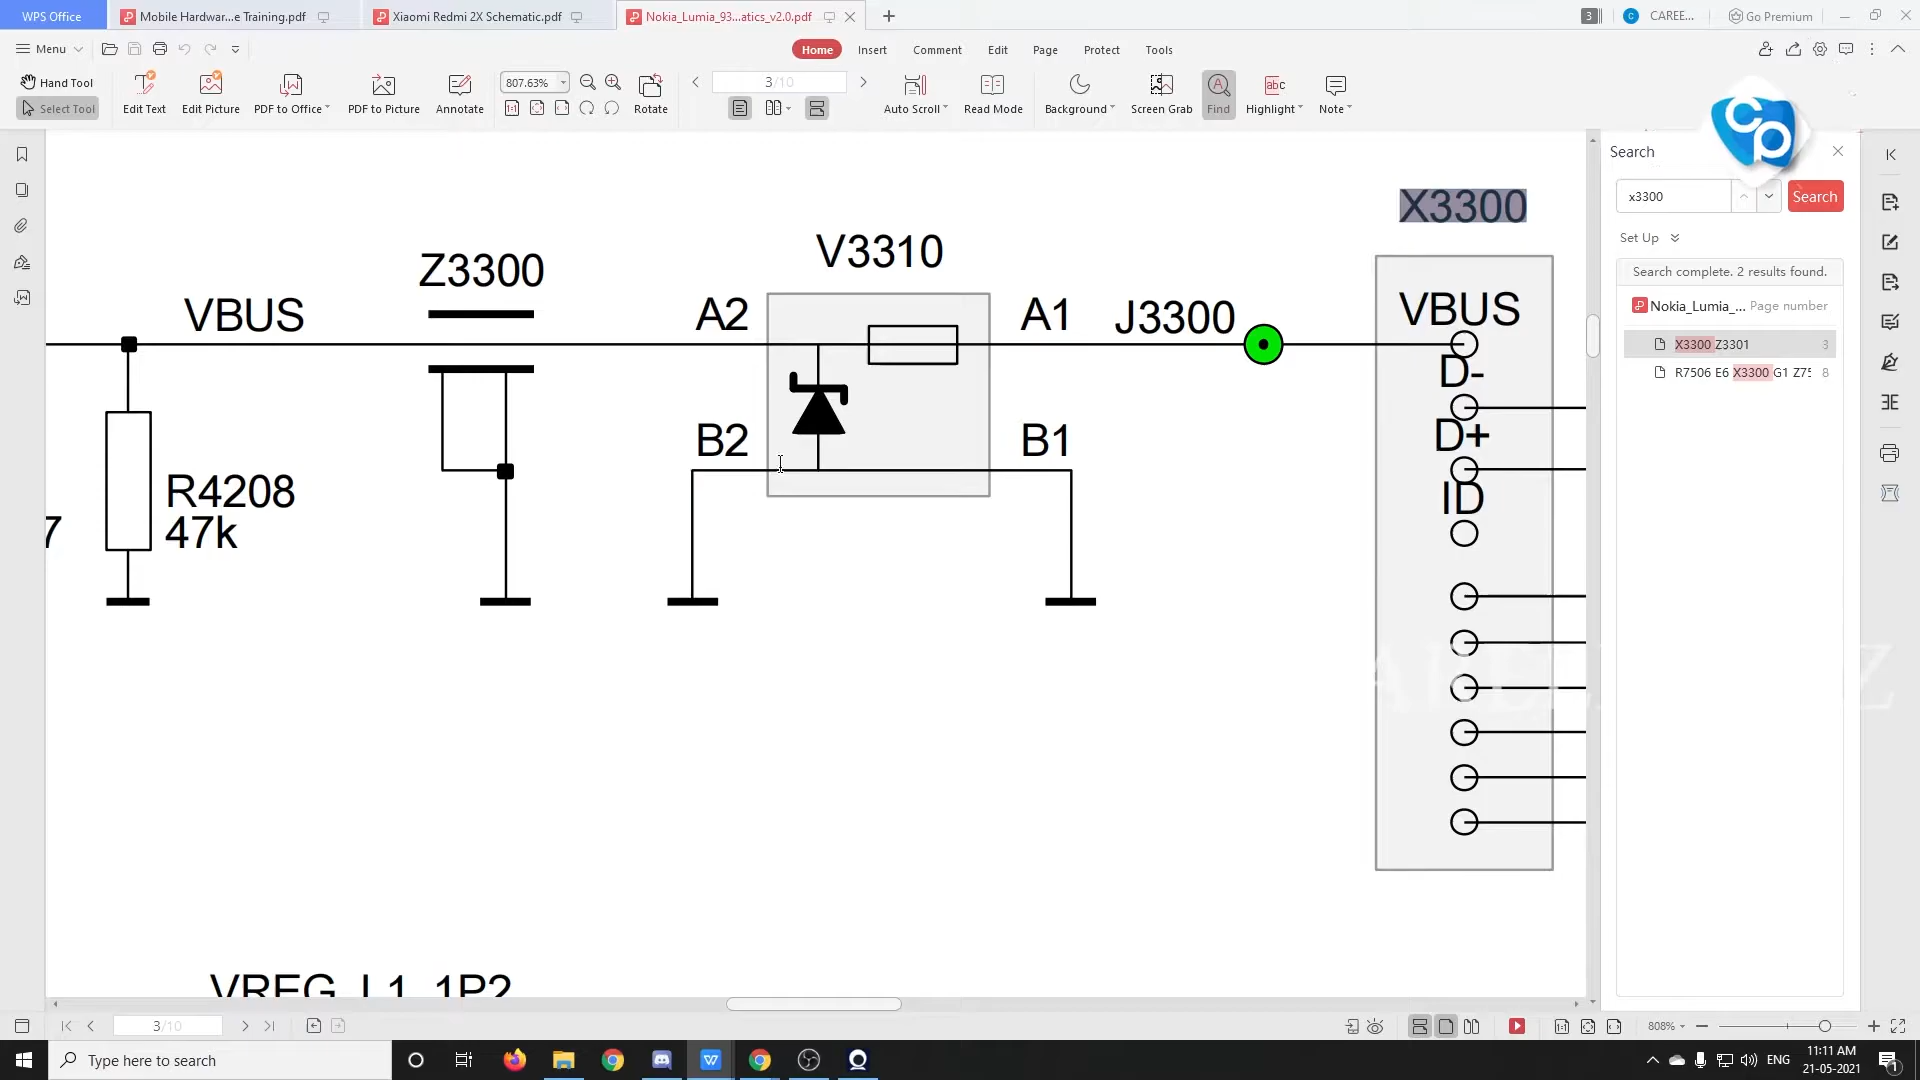 WPS Office
Mobile Hardwar...e Training.pdf
Xiaomi Redmi 2X Schematic.pdf
Nokia_Lumia_93...atics_v2.0.pdf
3
C
CAREE...
Go Premium
Menu
Home
Insert
Comment
Edit
Page
Protect
Tools
Hand Tool
Select Tool
Edit Text
Edit Picture
PDF to Office
PDF to Picture
Annotate
807.63%
Rotate
3/10
Auto Scroll
Read Mode
Background
Screen Grab
Find
Highlight
Note
cp
Search
x3300
Search
Set Up
Search complete. 2 results found.
Nokia_Lumia_... Page number
X3300 Z3301 3
R7506 E6 X3300 G1 Z75 8
X3300
V3310
Z3300
VBUS
A2
A1
J3300
VBUS
D-
B2
B1
D+
ID
R4208
47k
7
VREG_L1_1P2
3/10
808%
Type here to search
ENG
11:11 AM
21-05-2021
1